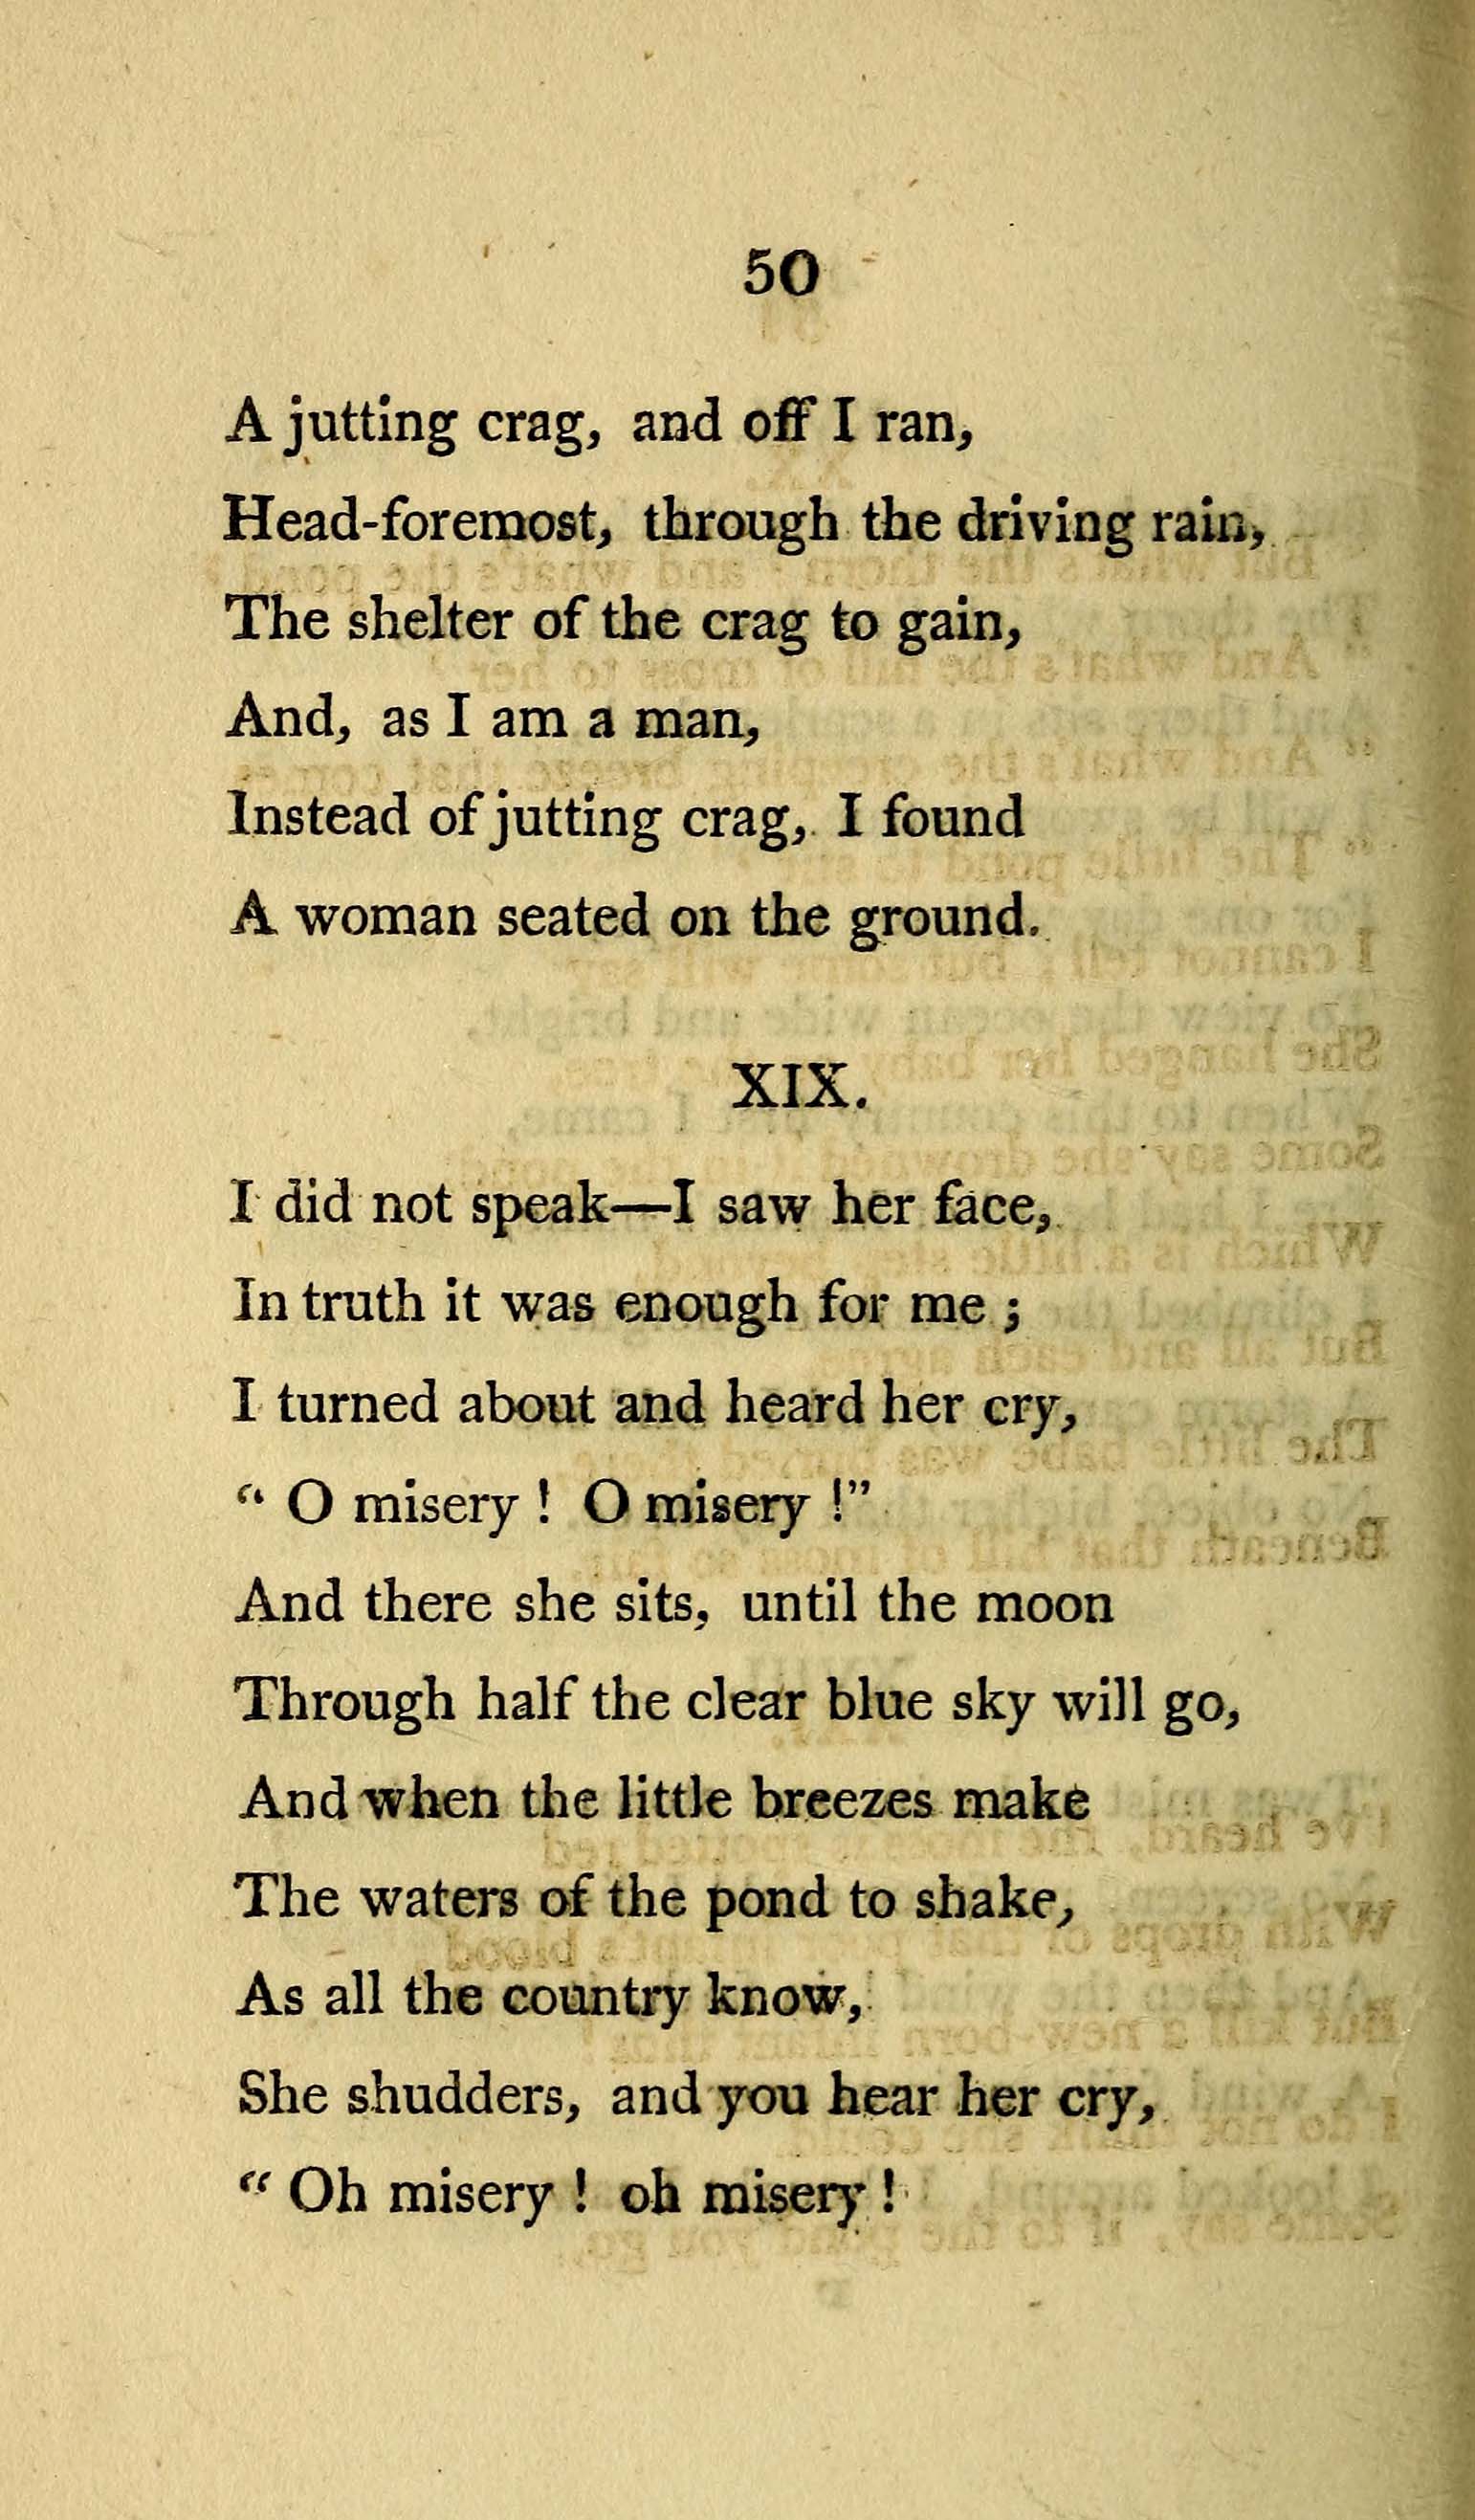 50
A jutting crag, and off I ran,
Head-foremost, through the driving rain,
The shelter of the crag to gain,
And, as I am a man,
Instead of jutting crag, I found
A woman seated on the ground.
XIX.
I did not speak—I saw her face,
In truth it was enough for me ;
I turned about and heard her cry,
“ O misery ! O misery !”
And there she sits, until the moon
Through half the clear blue sky will go,
And when the little breezes make
The waters of the pond to shake,
As all the country know,
She shudders, and you hear her cry,
“ Oh misery ! oh misery !